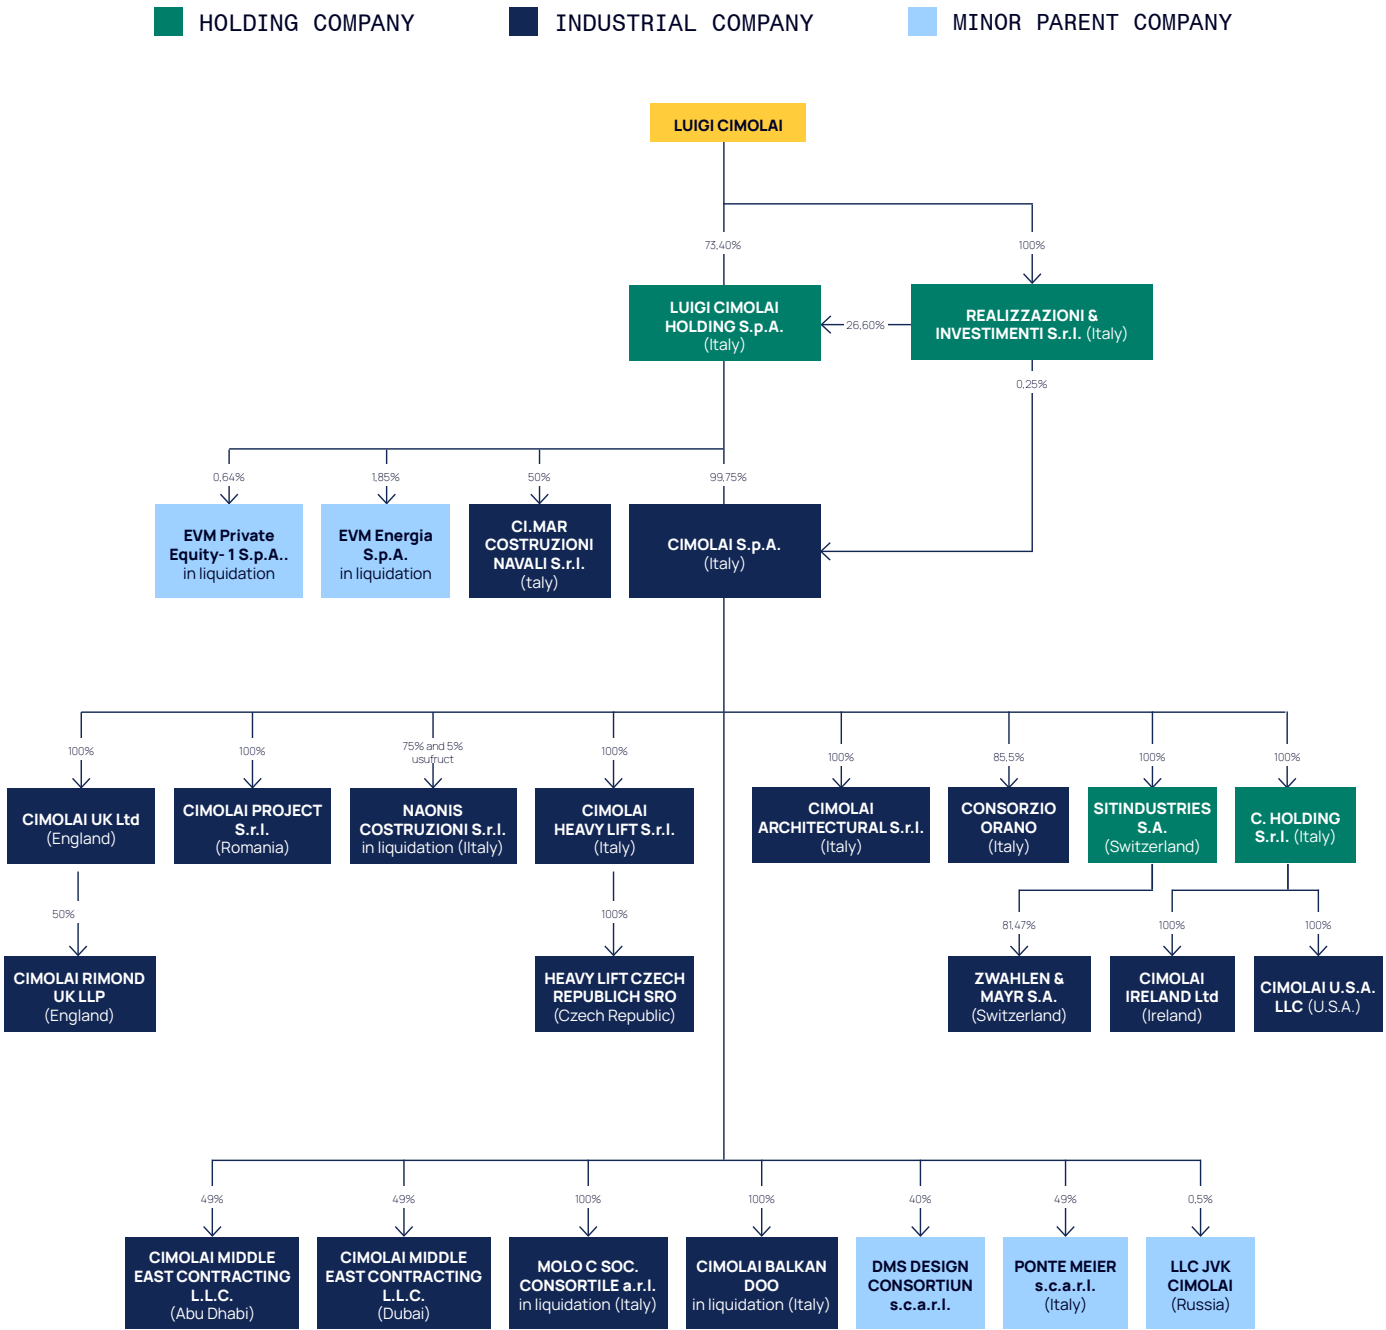 HOLDING COMPANY
INDUSTRIAL COMPANY
MINOR PARENT COMPANY
LUIGI CIMOLAI
73,40%
100%
LUIGI CIMOLAI
HOLDING S.p.A.
(Italy)
26,60%
REALIZZAZIONI &
INVESTIMENTI S.r.l. (Italy)
0,25%
0,64%
1,85%
50%
99,75%
EVM Private
Equity- 1 S.p.A..
in liquidation
EVM Energia
S.p.A.
in liquidation
CI.MAR
COSTRUZIONI
NAVALI S.r.l.
(taly)
CIMOLAI S.p.A.
(Italy)
100%
100%
75% and 5%
usufruct
100%
100%
85,5%
100%
100%
CIMOLAI UK Ltd
(England)
CIMOLAI PROJECT
S.r.l.
(Romania)
NAONIS
COSTRUZIONI S.r.l.
in liquidation (IItaly)
CIMOLAI
HEAVY LIFT S.r.l.
(Italy)
CIMOLAI
ARCHITECTURAL S.r.l.
(Italy)
CONSORZIO
ORANO
(Italy)
SITINDUSTRIES
S.A.
(Switzerland)
C. HOLDING
S.r.l. (Italy)
50%
100%
81,47%
100%
100%
CIMOLAI RIMOND
UK LLP
(England)
HEAVY LIFT CZECH
REPUBLICH SRO
(Czech Republic)
ZWAHLEN &
MAYR S.A.
(Switzerland)
CIMOLAI
IRELAND Ltd
(Ireland)
CIMOLAI U.S.A.
LLC (U.S.A.)
49%
49%
100%
100%
40%
49%
0,5%
CIMOLAI MIDDLE
EAST CONTRACTING
L.L.C.
(Abu Dhabi)
CIMOLAI MIDDLE
EAST CONTRACTING
L.L.C.
(Dubai)
MOLO C SOC.
CONSORTILE a.r.l.
in liquidation (Italy)
CIMOLAI BALKAN
DOO
in liquidation (Italy)
DMS DESIGN
CONSORTIUN
s.c.a.r.l.
PONTE MEIER
s.c.a.r.l.
(Italy)
LLC JVK
CIMOLAI
(Russia)